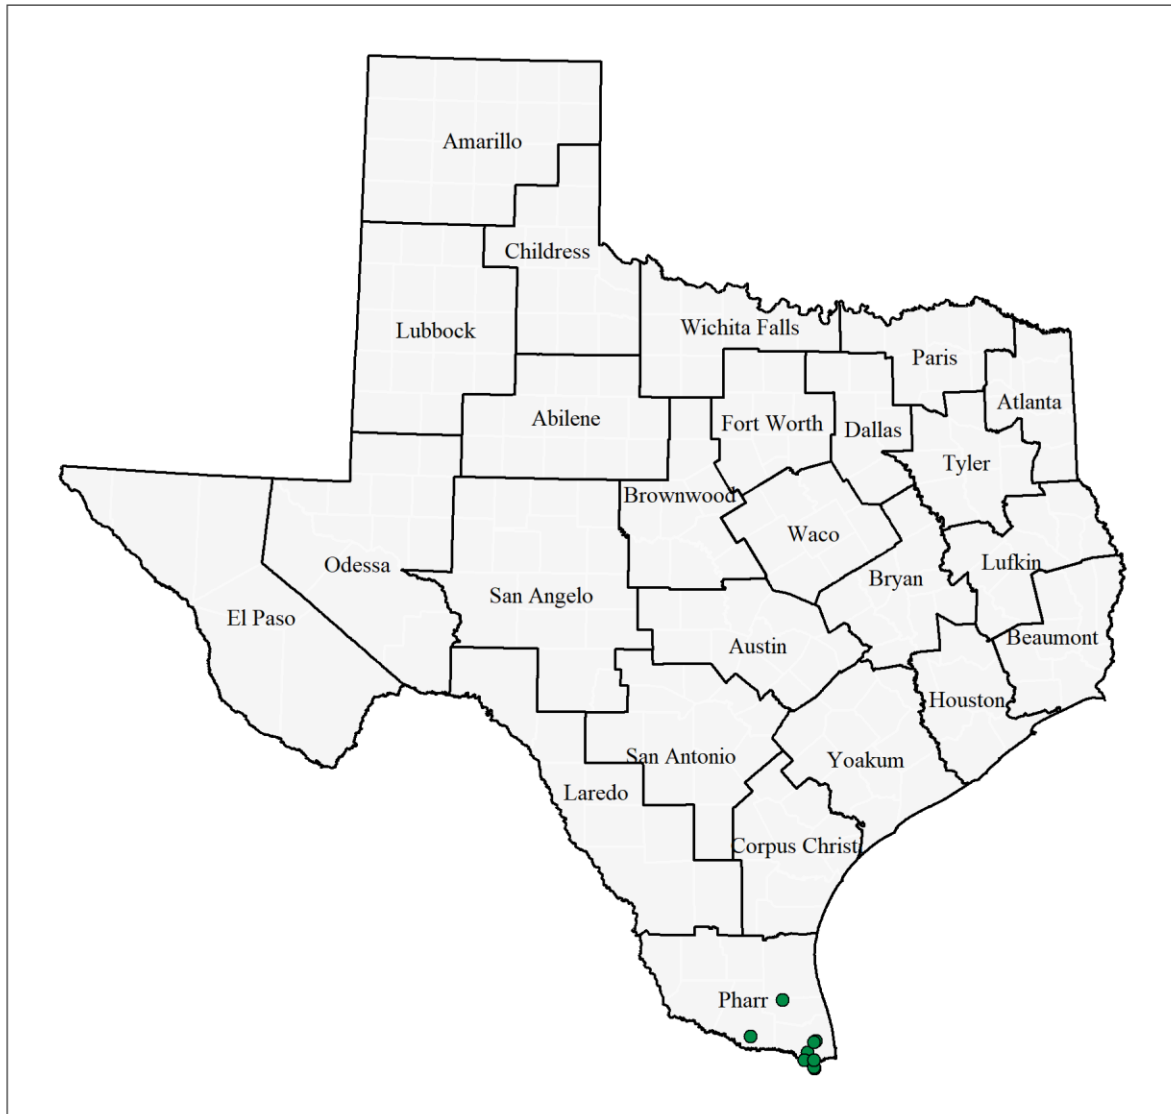 Amarillo
Childress
Lubbock
Wichita Falls
Paris
Atlanta
Abilene
Fort Worth
Dallas
Tyler
Brownwood
Waco
Odessa
Lufkin
Bryan
San Angelo
El Paso
Beaumont
Austin
Houston
San Antonio
Yoakum
Laredo
Corpus Christ
Pharr